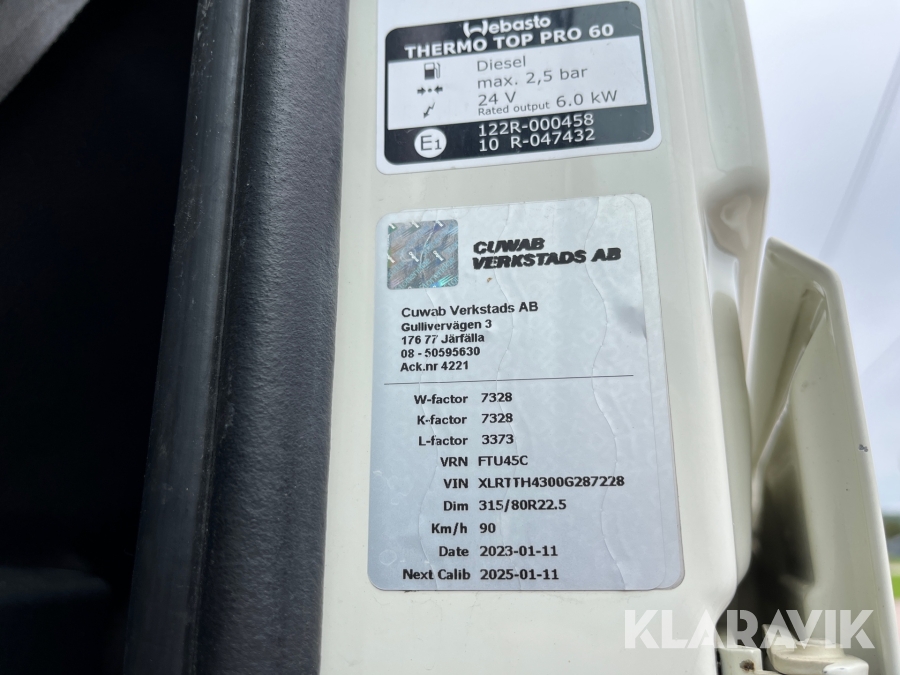 Webasto
THERMO TOP PRO 60
Diesel
max. 2,5 bar
24 V
Rated output 6.0 kW
E1
122R-000458
10 R-047432
CUWAB
VERKSTADS AB
Cuwab Verkstads AB
Gullivervägen 3
176 77 Järfälla
08 - 50595630
Ack.nr 4221
W-factor 7328
K-factor 7328
L-factor 3373
VRN FTU45C
VIN XLRTTH4300G287228
Dim 315/80R22.5
Km/h 90
Date 2023-01-11
Next Calib 2025-01-11
KLARAVIK